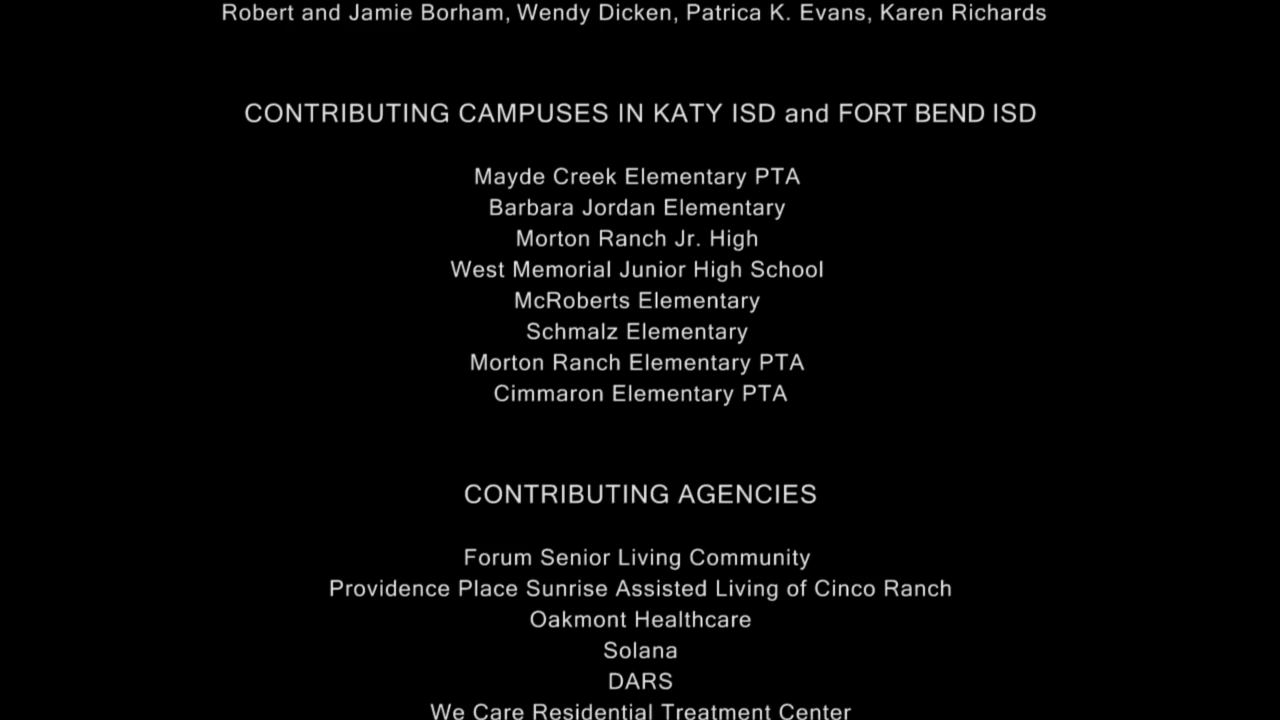 Robert and Jamie Borham, Wendy Dicken, Patrica K. Evans, Karen Richards
CONTRIBUTING CAMPUSES IN KATY ISD and FORT BEND ISD
Mayde Creek Elementary PTA
Barbara Jordan Elementary
Morton Ranch Jr. High
West Memorial Junior High School
McRoberts Elementary
Schmalz Elementary
Morton Ranch Elementary PTA
Cimmaron Elementary PTA
CONTRIBUTING AGENCIES
Forum Senior Living Community
Providence Place Sunrise Assisted Living of Cinco Ranch
Oakmont Healthcare
Solana
DARS
We Care Residential Treatment Center